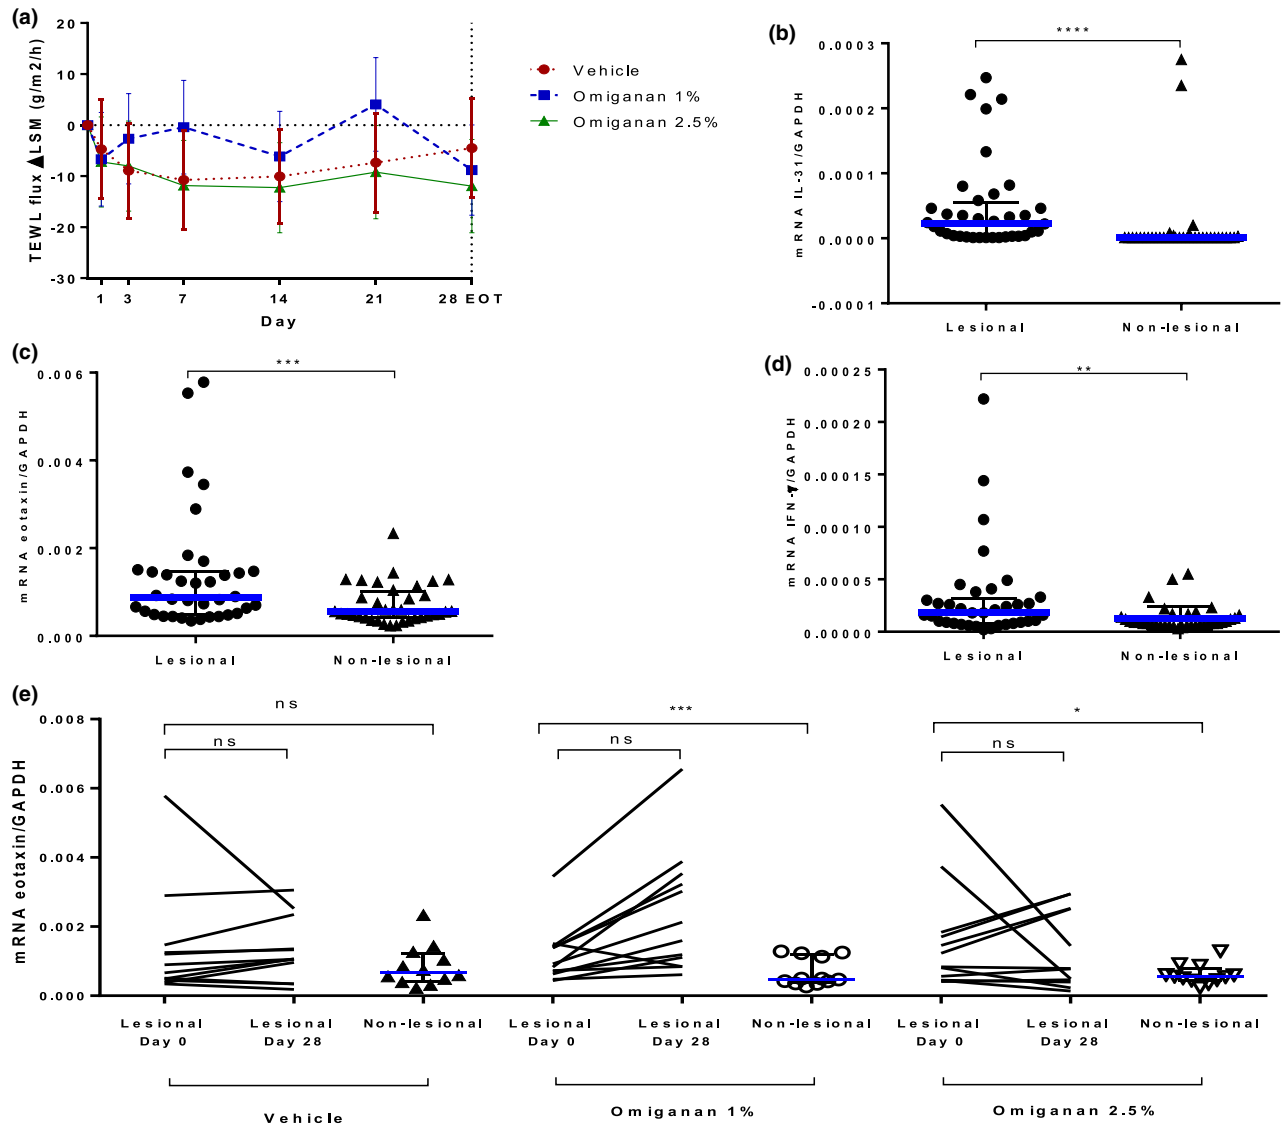 (a)
TEWL flux ▲LSM (g/m2/h)
20
10
0
-10
-20
-30
1 3 7 14 21 28 EOT
Day
Vehicle
Omiganan 1%
Omiganan 2.5%
(b)
mRNA IL-31/GAPDH
0.0003
0.0002
0.0001
0.0000
-0.0001
****
Lesional Non-lesional
(c)
mRNA eotaxin/GAPDH
0.006
0.004
0.002
0.000
***
Lesional Non-lesional
(d)
mRNA IFN-γ/GAPDH
0.00025
0.00020
0.00015
0.00010
0.00005
0.00000
**
Lesional Non-lesional
(e)
mRNA eotaxin/GAPDH
0.008
0.006
0.004
0.002
0.000
ns
ns
***
ns
*
ns
Lesional Lesional Non-lesional Lesional Lesional Non-lesional Lesional Lesional Non-lesional
Day 0 Day 28 Day 0 Day 28 Day 0 Day 28
Vehicle Omiganan 1% Omiganan 2.5%